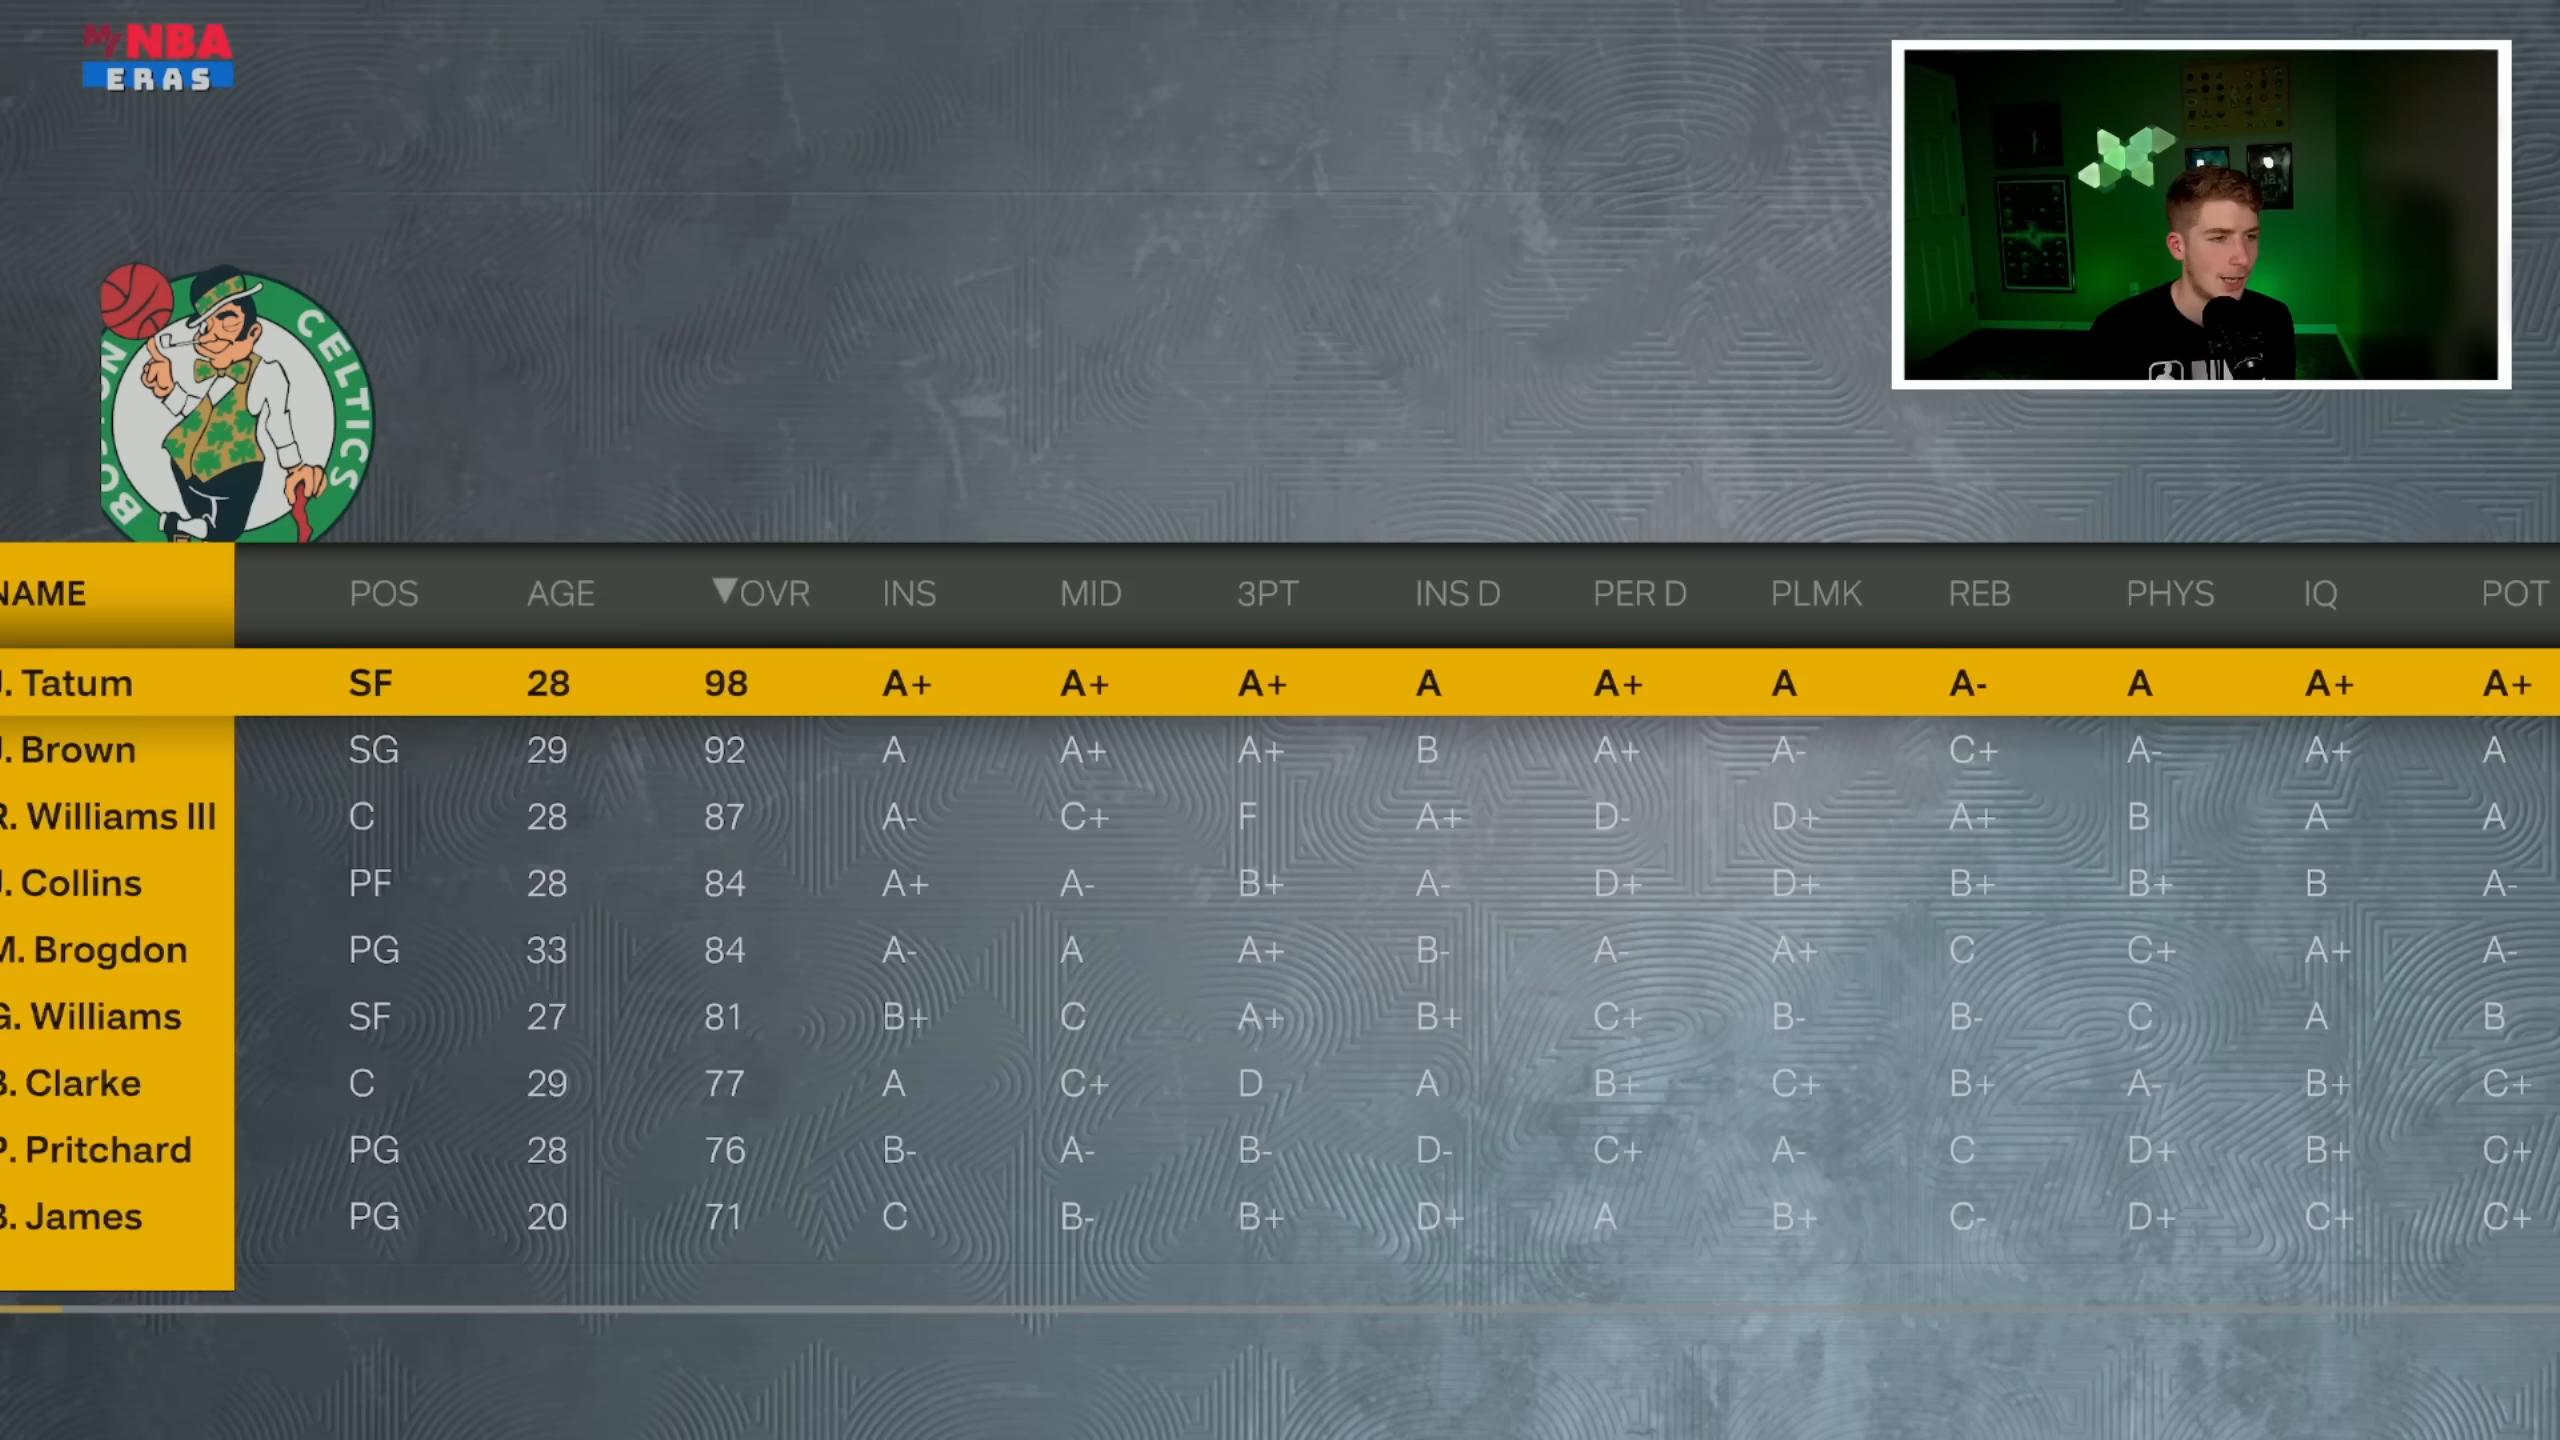 My NBA
ERAS
BOSTON CELTICS
NAME POS AGE ▼OVR INS MID 3PT INS D PER D PLMK REB PHYS IQ POT
J. Tatum SF 28 98 A+ A+ A+ A A+ A A- A A+ A+
J. Brown SG 29 92 A A+ A+ B A+ A- C+ A- A+ A
R. Williams III C 28 87 A- C+ F A+ D- D+ A+ B A A
J. Collins PF 28 84 A+ A- B+ A- D+ D+ B+ B+ B A-
M. Brogdon PG 33 84 A- A A+ B- A- A+ C C+ A+ A-
G. Williams SF 27 81 B+ C A+ B+ C+ B- B- C A B
B. Clarke C 29 77 A C+ D A B+ C+ B+ A- B+ C+
P. Pritchard PG 28 76 B- A- B- D- C+ A- C D+ B+ C+
B. James PG 20 71 C B- B+ D+ A B+ C- D+ C+ C+